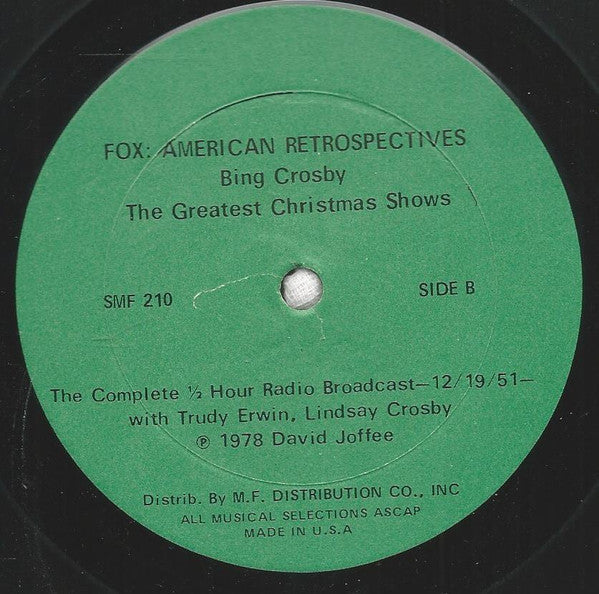 FOX: AMERICAN RETROSPECTIVES
Bing Crosby
The Greatest Christmas Shows
SMF 210 SIDE B
The Complete ½ Hour Radio Broadcast—12/19/51—
with Trudy Erwin, Lindsay Crosby
℗ 1978 David Joffee
Distrib. By M.F. DISTRIBUTION CO., INC
ALL MUSICAL SELECTIONS ASCAP
MADE IN U.S.A